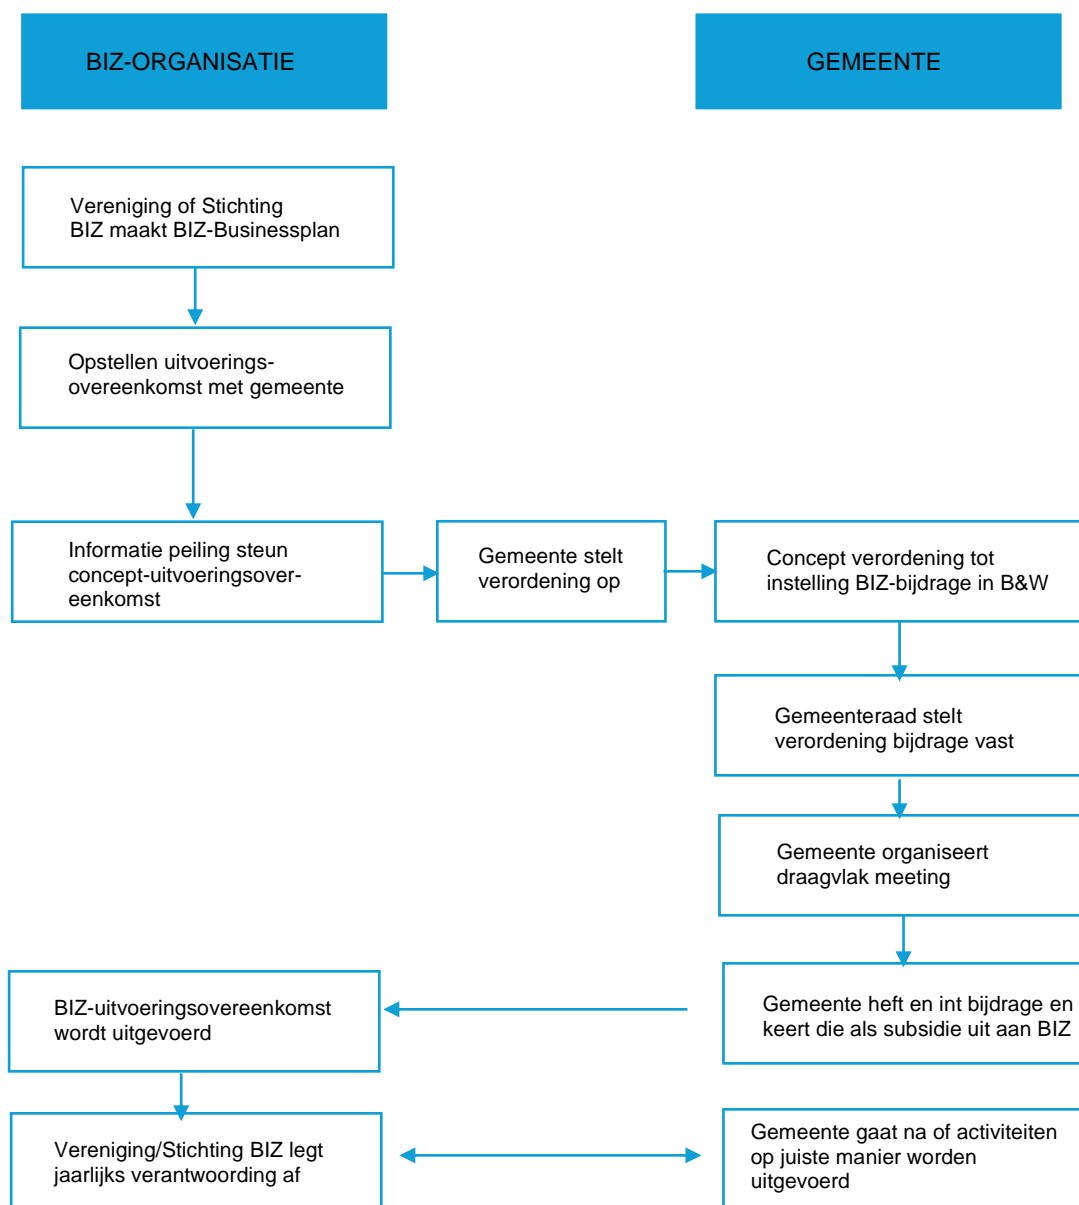 BIZ-ORGANISATIE
GEMEENTE
Vereniging of Stichting
BIZ maakt BIZ-Businessplan
Opstellen uitvoerings-
overeenkomst met gemeente
Informatie peiling steun
concept-uitvoeringsover-
eenkomst
Gemeente stelt
verordening op
Concept verordening tot
instelling BIZ-bijdrage in B&W
Gemeenteraad stelt
verordening bijdrage vast
Gemeente organiseert
draagvlak meeting
Gemeente heft en int bijdrage en
keert die als subsidie uit aan BIZ
BIZ-uitvoeringsovereenkomst
wordt uitgevoerd
Vereniging/Stichting BIZ legt
jaarlijks verantwoording af
Gemeente gaat na of activiteiten
op juiste manier worden
uitgevoerd